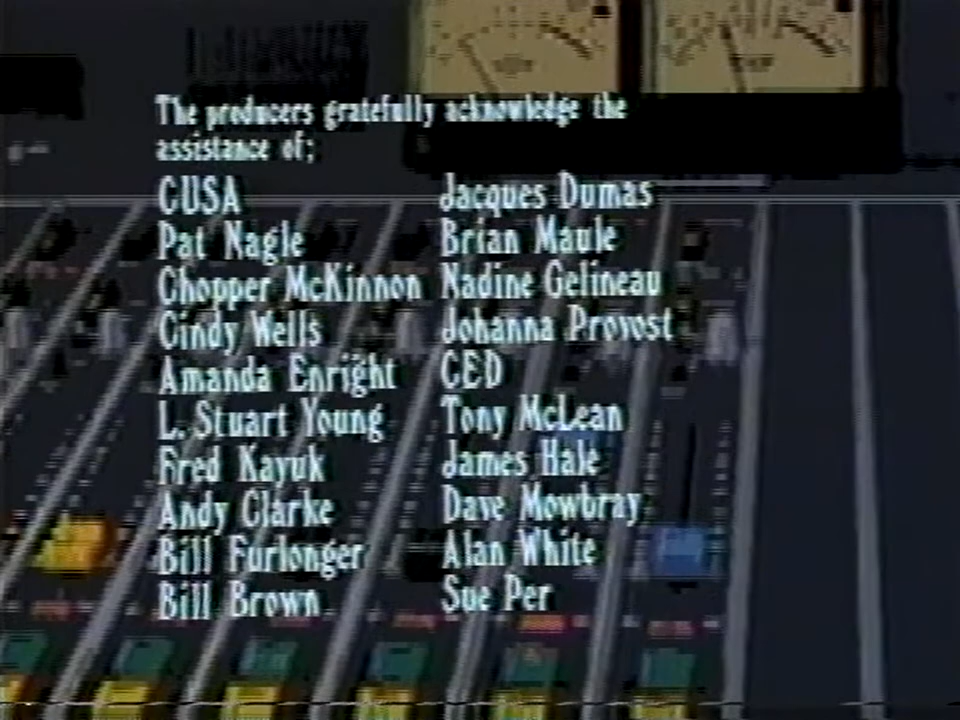 The producers gratefully acknowledge the
assistance of;
CUSA
Pat Nagle
Chopper McKinnon
Cindy Wells
Amanda Enright
L. Stuart Young
Fred Kayuk
Andy Clarke
Bill Furlonger
Bill Brown
Jacques Dumas
Brian Maule
Nadine Gelineau
Johanna Provost
CED
Tony McLean
James Hale
Dave Mowbray
Alan White
Sue Per